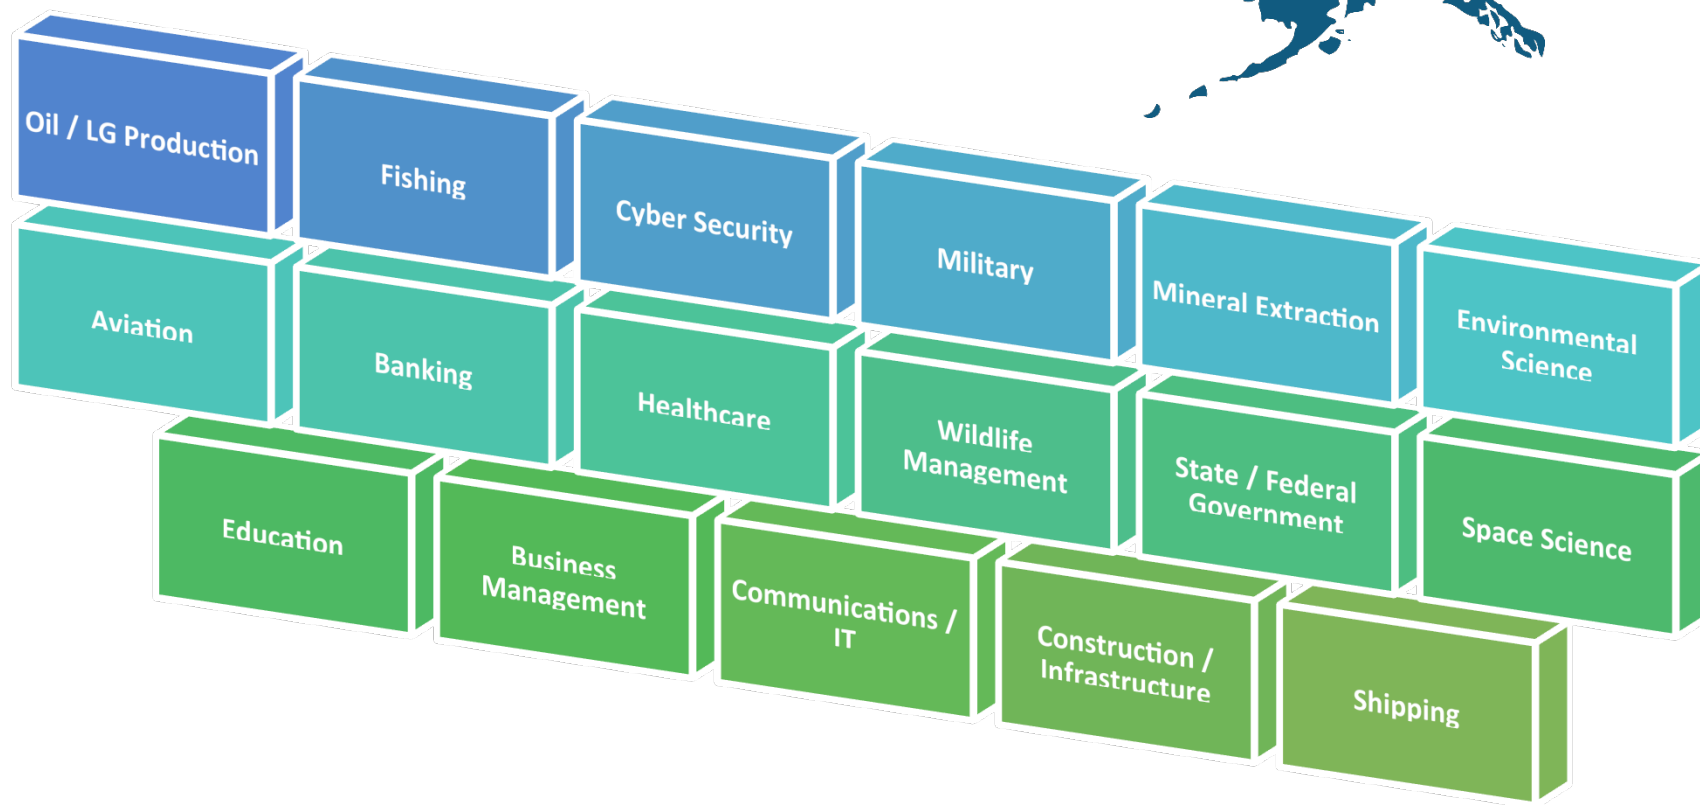 Oil / LG Production
Fishing
Cyber Security
Military
Mineral Extraction
Environmental
Science
Aviation
Banking
Healthcare
Wildlife
Management
State / Federal
Government
Space Science
Education
Business
Management
Communications /
IT
Construction /
Infrastructure
Shipping